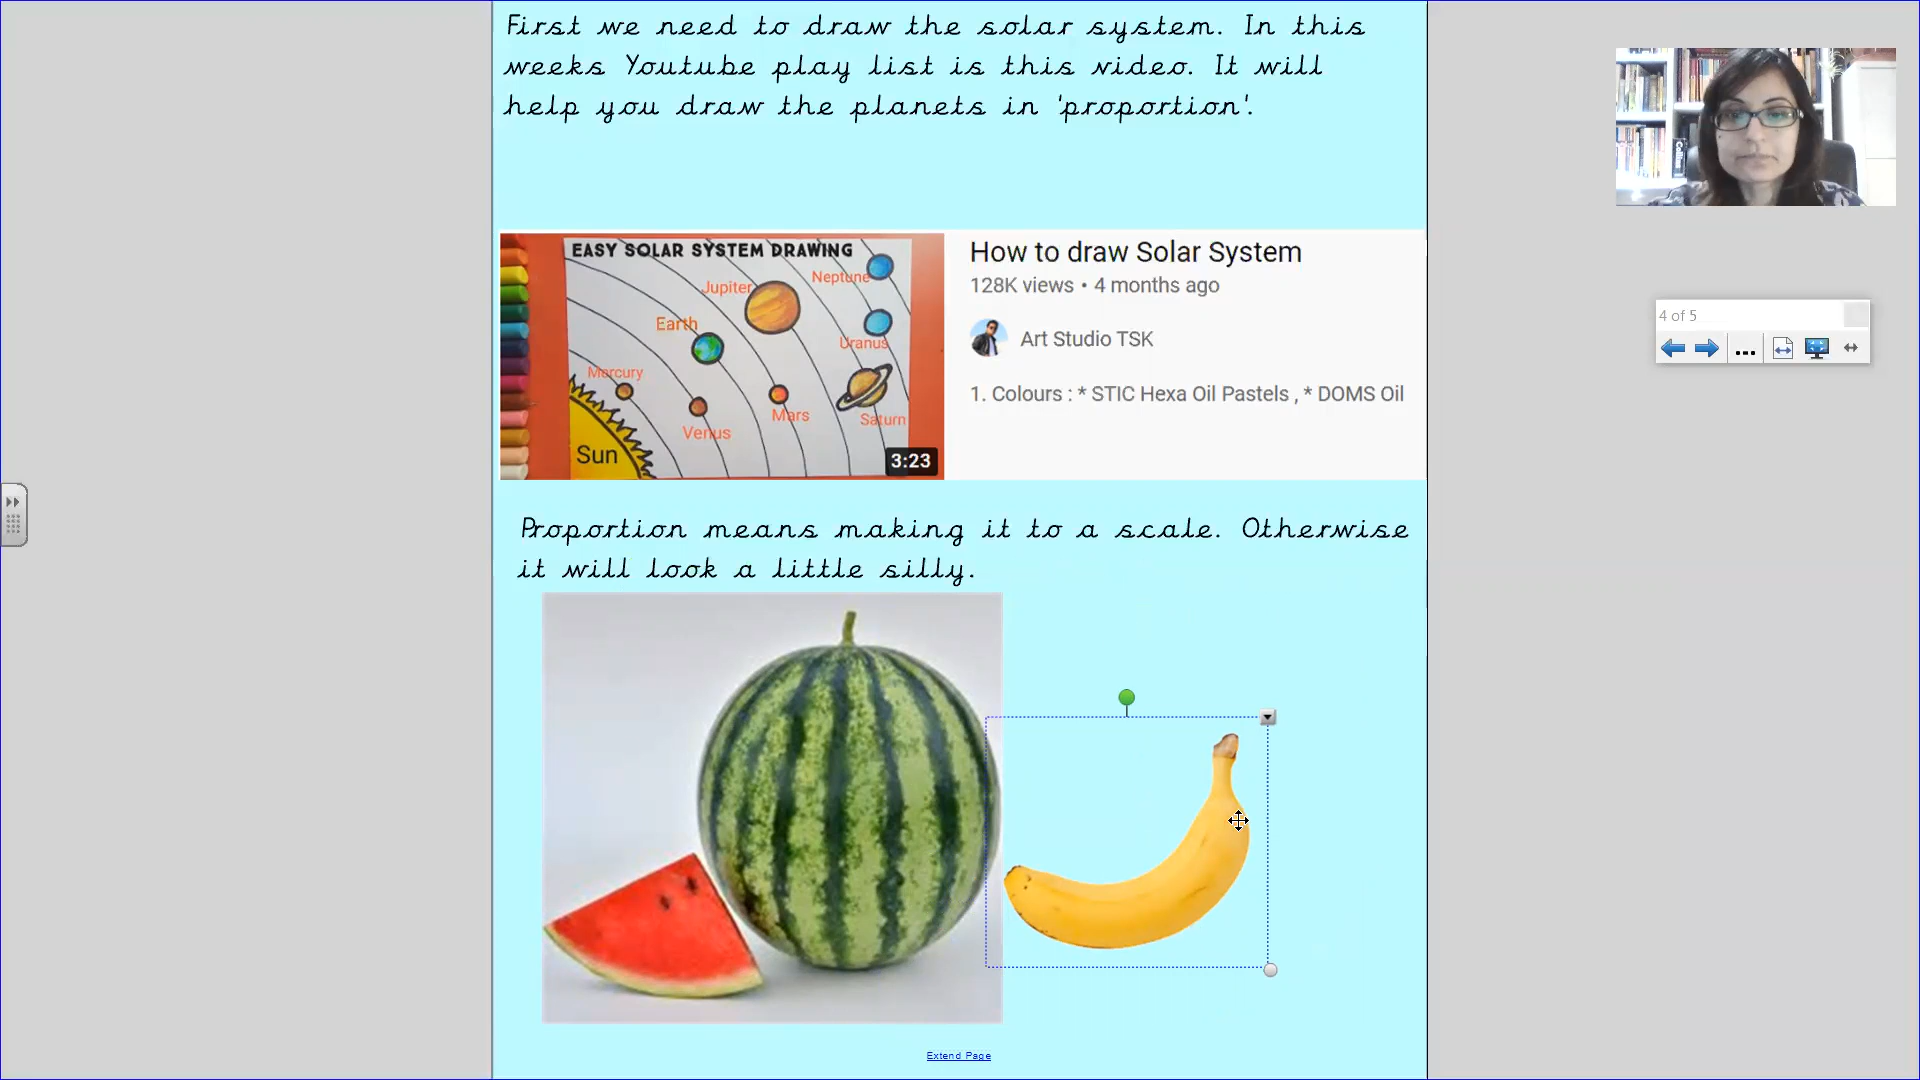 First we need to draw the solar system. In this
weeks Youtube play list is this video. It will
help you draw the planets in 'proportion'.
EASY SOLAR SYSTEM DRAWING
Neptune
Jupiter
Earth
Uranus
Mercury
Mars
Saturn
Venus
Sun
3:23
How to draw Solar System
128K views • 4 months ago
Art Studio TSK
1. Colours : * STIC Hexa Oil Pastels , * DOMS Oil
4 of 5
...
Proportion means making it to a scale. Otherwise
it will look a little silly.
Extend Page